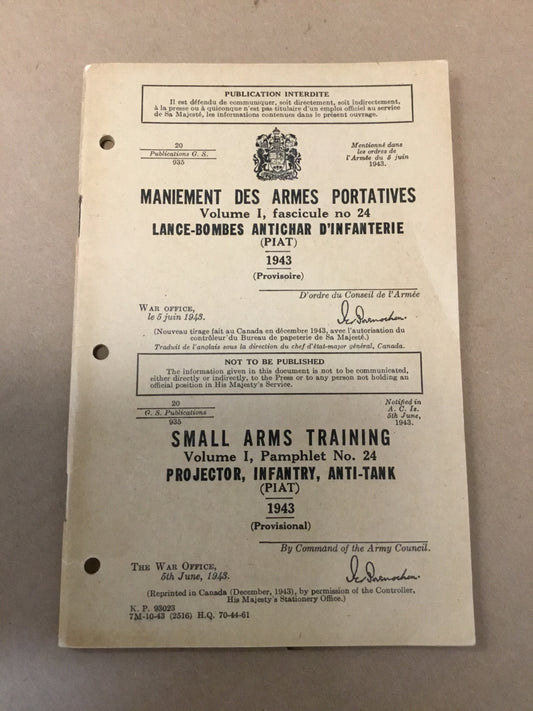 PUBLICATION INTERDITE
Il est défendu de communiquer, soit directement, soit indirectement,
à la presse ou à quiconque n'est pas titulaire d'un emploi officiel au service
de Sa Majesté, les informations contenues dans le présent ouvrage.
20
Publications G. S.
935
Mentionné dans
les ordres de
l'Armée du 5 juin
1943.
MANIEMENT DES ARMES PORTATIVES
Volume I, fascicule no 24
LANCE-BOMBES ANTICHAR D'INFANTERIE
(PIAT)
1943
(Provisoire)
D'ordre du Conseil de l'Armée
WAR OFFICE,
le 5 juin 1943.
(Nouveau tirage fait au Canada en décembre 1943, avec l'autorisation du
contrôleur du Bureau de papeterie de Sa Majesté.)
Traduit de l'anglais sous la direction du chef d'état-major général, Canada.
NOT TO BE PUBLISHED
The information given in this document is not to be communicated,
either directly or indirectly, to the Press or to any person not holding an
official position in His Majesty's Service.
20
G. S. Publications
935
Notified in
A. C. Is.
5th June,
1943.
SMALL ARMS TRAINING
Volume I, Pamphlet No. 24
PROJECTOR, INFANTRY, ANTI-TANK
(PIAT)
1943
(Provisional)
By Command of the Army Council.
THE WAR OFFICE,
5th June, 1943.
(Reprinted in Canada (December, 1943), by permission of the Controller,
His Majesty's Stationery Office.)
K. P. 93023
7M-10-43 (2516) H.Q. 70-44-61